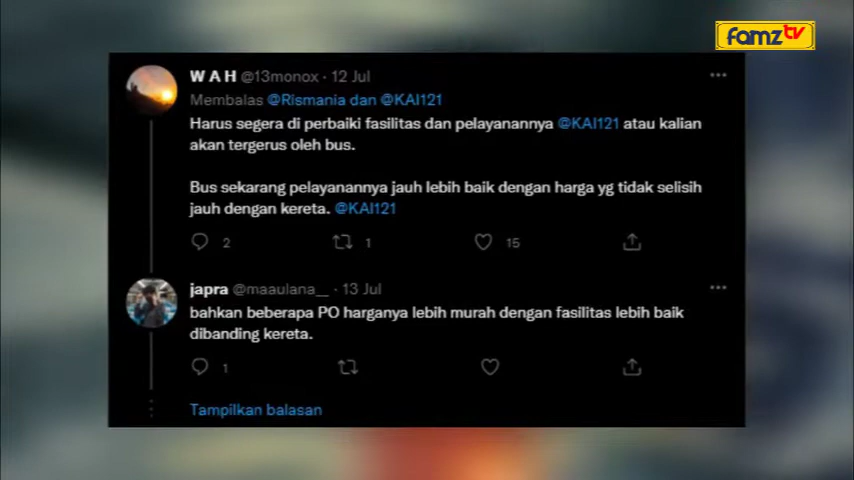 famz tv
W A H @13monox · 12 Jul
Membalas @Rismania dan @KAI121
Harus segera di perbaiki fasilitas dan pelayanannya @KAI121 atau kalian
akan tergerus oleh bus.
Bus sekarang pelayanannya jauh lebih baik dengan harga yg tidak selisih
jauh dengan kereta. @KAI121
2 1 15
japra @maaulana__ · 13 Jul
bahkan beberapa PO harganya lebih murah dengan fasilitas lebih baik
dibanding kereta.
1
Tampilkan balasan